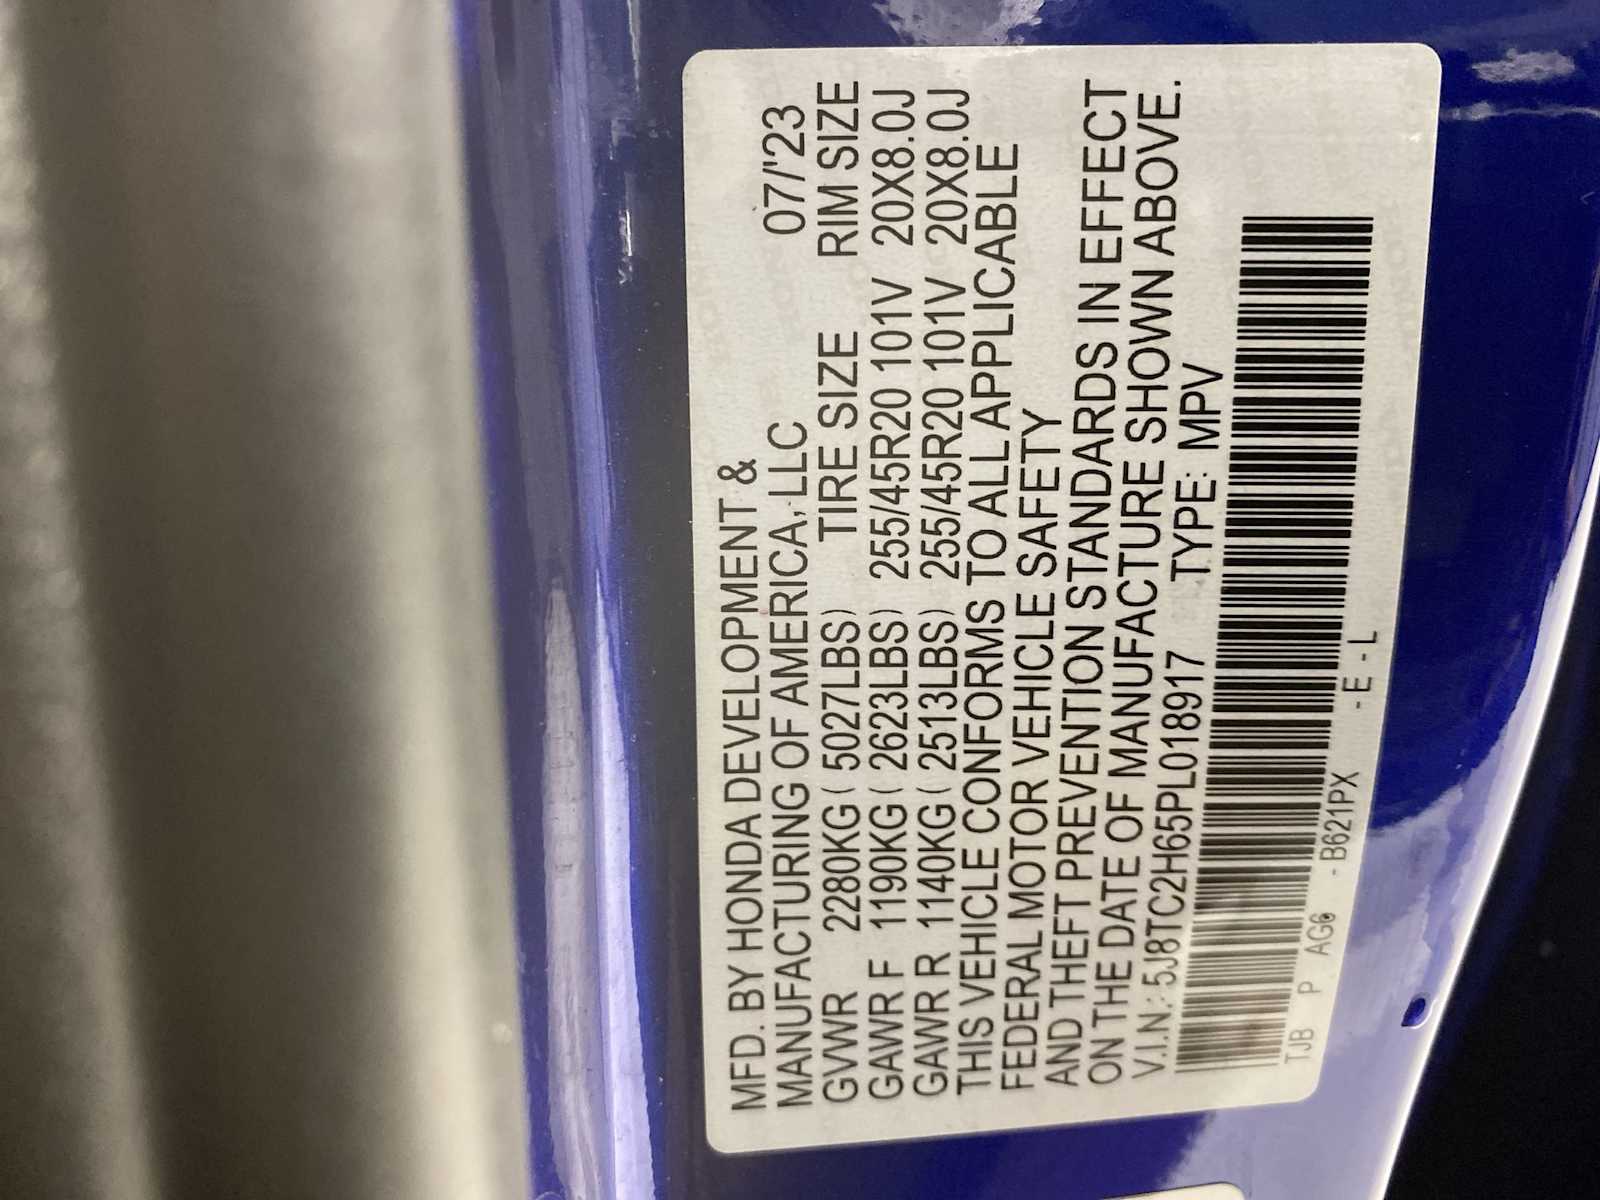 MFD. BY HONDA DEVELOPMENT &
MANUFACTURING OF AMERICA, LLC 07/'23
GVWR 2280KG ( 5027LBS ) TIRE SIZE RIM SIZE
GAWR F 1190KG ( 2623LBS ) 255/45R20 101V 20X8.0J
GAWR R 1140KG ( 2513LBS ) 255/45R20 101V 20X8.0J
THIS VEHICLE CONFORMS TO ALL APPLICABLE
FEDERAL MOTOR VEHICLE SAFETY
AND THEFT PREVENTION STANDARDS IN EFFECT
ON THE DATE OF MANUFACTURE SHOWN ABOVE.
V.I.N.: 5J8TC2H65PL018917 TYPE: MPV
TJB P AG6 - B621PX - E - L